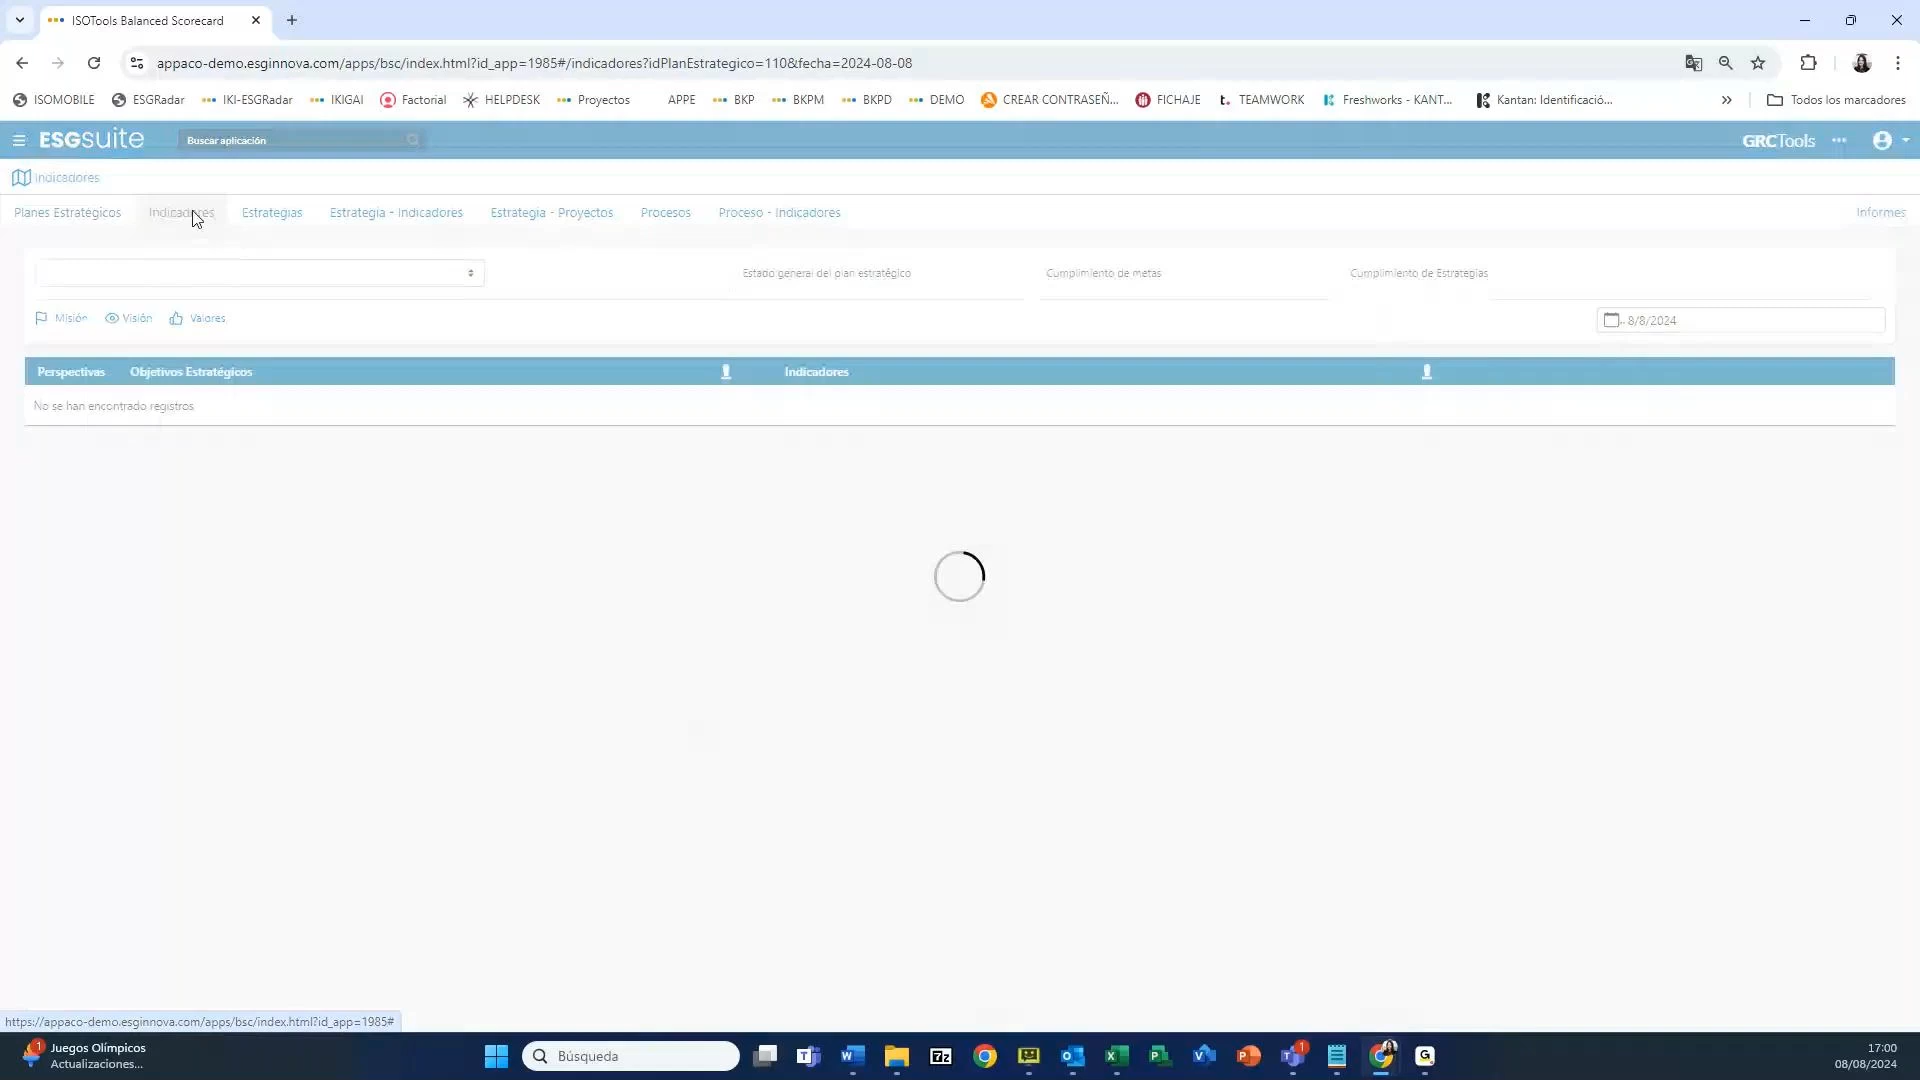 ISOTools Balanced Scorecard
appaco-demo.esginnova.com/apps/bsc/index.html?id_app=1985#/indicadores?idPlanEstrategico=110&fecha=2024-08-08
ISOMOBILE ESGRadar IKI-ESGRadar IKIGAI Factorial HELPDESK Proyectos APPE BKP BKPM BKPD DEMO CREAR CONTRASEÑ... FICHAJE TEAMWORK Freshworks - KANT... Kantan: Identificació... Todos los marcadores
ESGsuite Buscar aplicación GRCTools
Indicadores
Planes Estratégicos Indicadores Estrategias Estrategia - Indicadores Estrategia - Proyectos Procesos Proceso - Indicadores Informes
Estado general del plan estratégico Cumplimiento de metas Cumplimiento de Estrategias
Misión Visión Valores 8/8/2024
Perspectivas Objetivos Estratégicos Indicadores
No se han encontrado registros
https://appaco-demo.esginnova.com/apps/bsc/index.html?id_app=1985#
1 Juegos Olímpicos
Actualizaciones...
Búsqueda
1
17:00
08/08/2024